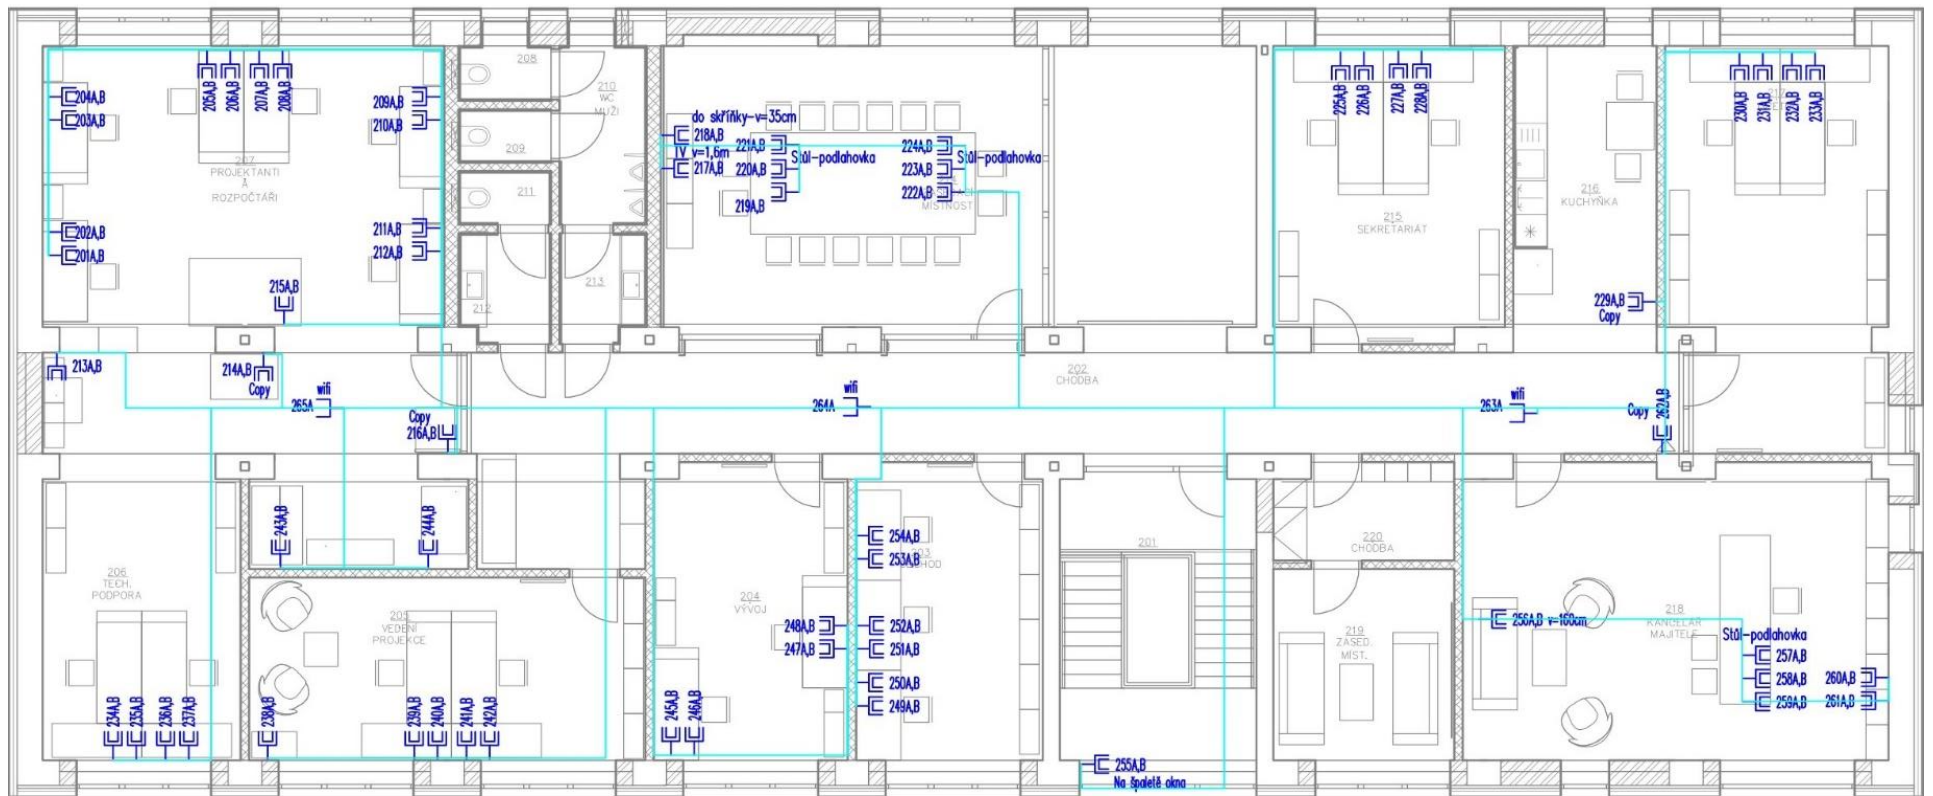 204A,B
203A,B
205A,B
206A,B
207A,B
208A,B
209A,B
210A,B
207
PROJEKTANTI
A
ROZPOČTÁŘI
202A,B
201A,B
211A,B
212A,B
215A,B
208
210
WC
MUŽI
209
211
212
213
do skříňky-v=35cm
218A,B
TV v=1,6m
217A,B
221A,B
Stůl-podlahovka
220A,B
219A,B
224A,B
Stůl-podlahovka
223A,B
222A,B
MÍSTNOST
225A,B
226A,B
227A,B
228A,B
215
SEKRETARIÁT
216
KUCHYŇKA
229A,B
Copy
230A,B
231A,B
232A,B
233A,B
213A,B
214A,B
Copy
wifi
265A
Copy
216A,B
wifi
264A
202
CHODBA
wifi
263A
Copy
262A,B
206
TECH.
PODPORA
234A,B
235A,B
236A,B
237A,B
243A,B
244A,B
205
VEDENÍ
PROJEKCE
238A,B
239A,B
240A,B
241A,B
242A,B
204
VÝVOJ
248A,B
247A,B
245A,B
246A,B
254A,B
253A,B
203
252A,B
251A,B
250A,B
249A,B
201
255A,B
Na špaletě okna
220
CHODBA
219
ZASED.
MÍST.
256A,B v=160cm
218
KANCELÁŘ
MAJITELE
Stůl-podlahovka
257A,B
258A,B
259A,B
260A,B
261A,B